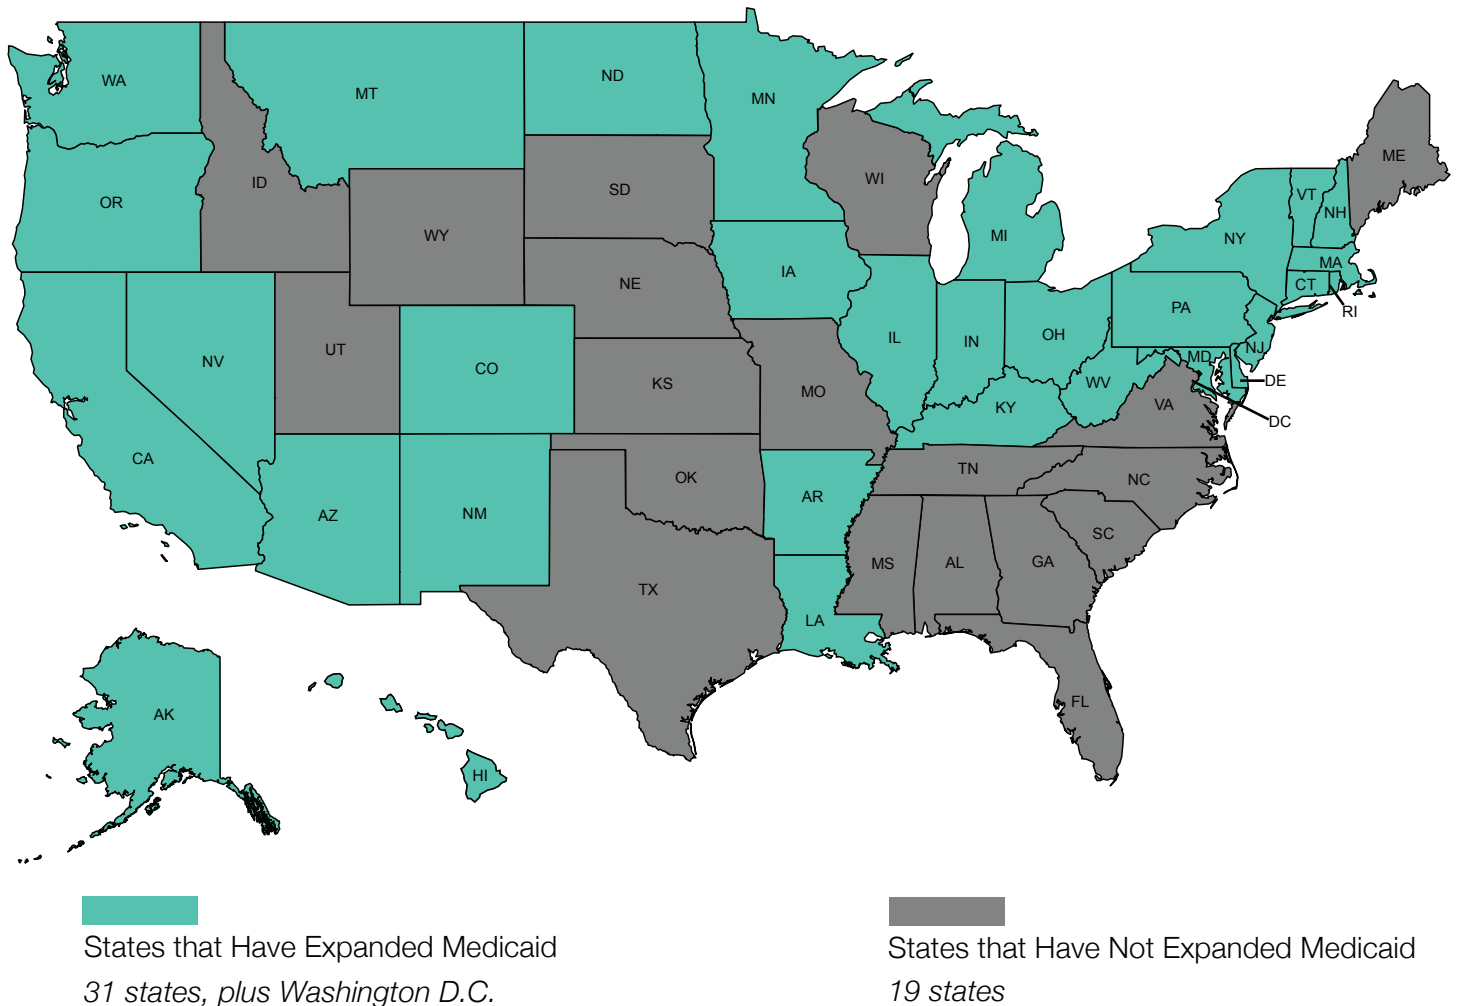 WA
MT
ND
MN
ME
ID
SD
WI
VT
OR
NH
WY
MI
NY
MA
IA
NE
CT
PA
RI
OH
IL
IN
NJ
UT
NV
MD
CO
DE
KS
WV
MO
VA
KY
DC
CA
TN
OK
NC
AR
AZ
NM
SC
MS
AL
GA
TX
LA
FL
AK
HI
States that Have Expanded Medicaid
31 states, plus Washington D.C.
States that Have Not Expanded Medicaid
19 states